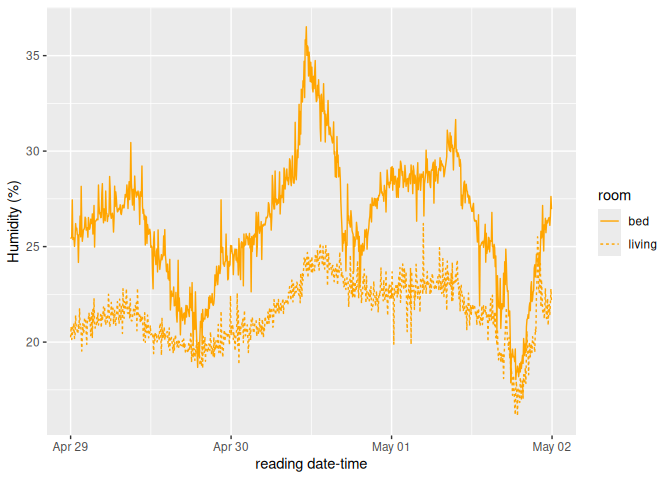 35
30
25
20
Humidity (%)
Apr 29
Apr 30
May 01
May 02
reading date-time
room
bed
living